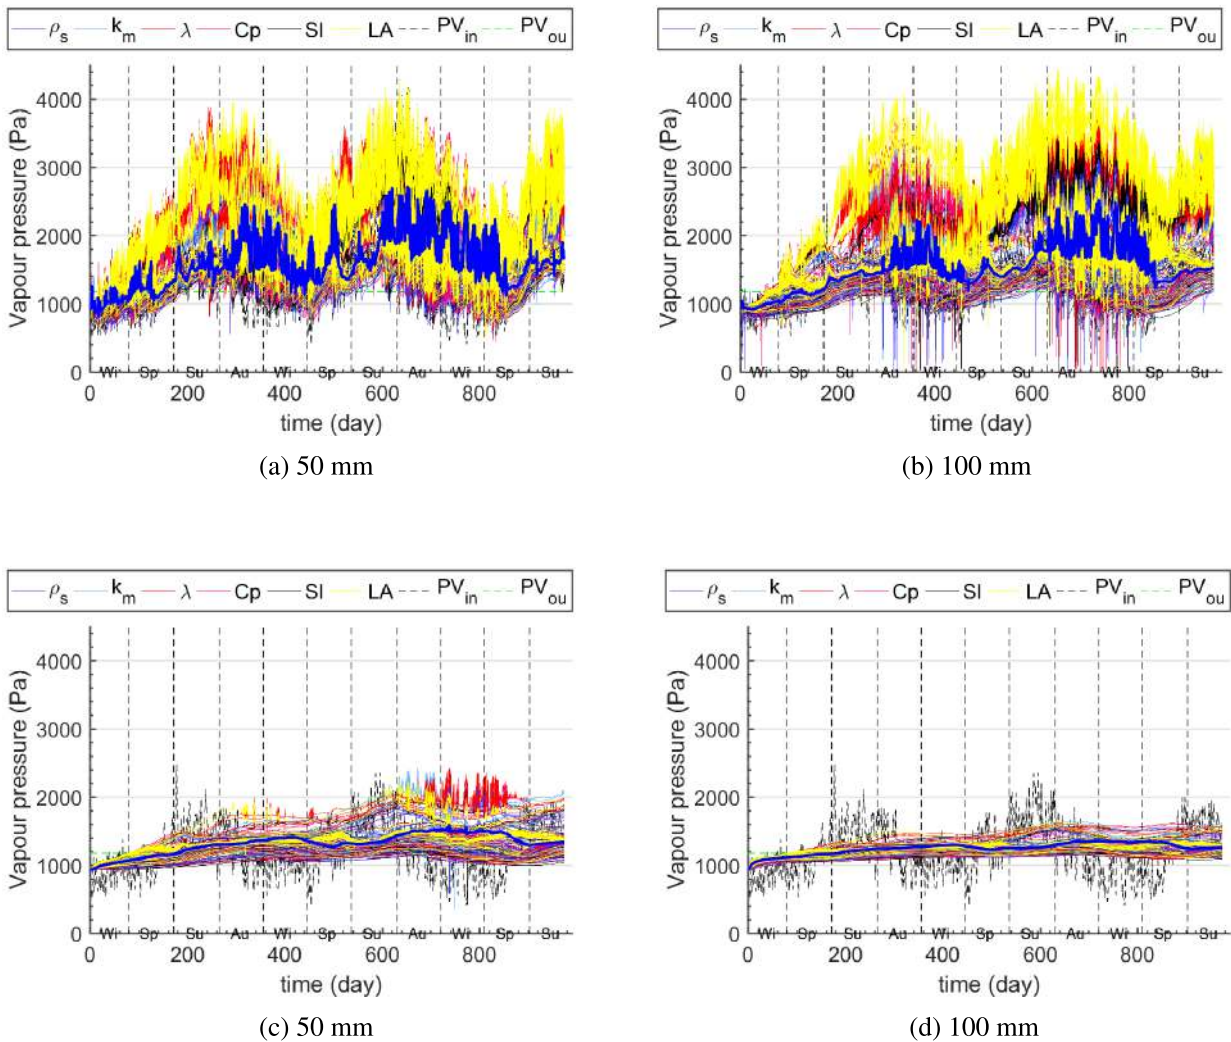 ρs km λ Cp SI LA PVin PVou
ρs km λ Cp SI LA PVin PVou
Vapour pressure (Pa)
4000
3000
2000
1000
0
Wi Sp Su Au Wi Sp Su Au Wi Sp Su
0 200 400 600 800
time (day)
(a) 50 mm
Vapour pressure (Pa)
4000
3000
2000
1000
0
Wi Sp Su Au Wi Sp Su Au Wi Sp Su
0 200 400 600 800
time (day)
(b) 100 mm
ρs km λ Cp SI LA PVin PVou
ρs km λ Cp SI LA PVin PVou
Vapour pressure (Pa)
4000
3000
2000
1000
0
Wi Sp Su Au Wi Sp Su Au Wi Sp Su
0 200 400 600 800
time (day)
(c) 50 mm
Vapour pressure (Pa)
4000
3000
2000
1000
0
Wi Sp Su Au Wi Sp Su Au Wi Sp Su
0 200 400 600 800
time (day)
(d) 100 mm